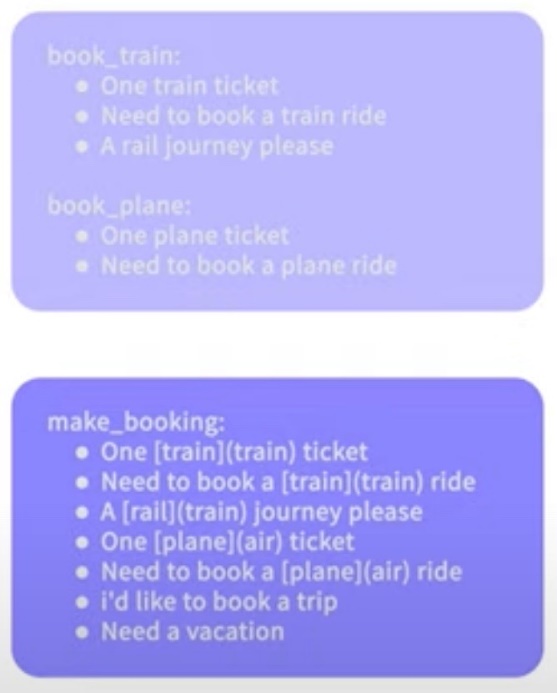 book_train:
• One train ticket
• Need to book a train ride
• A rail journey please
book_plane:
• One plane ticket
• Need to book a plane ride
make_booking:
• One [train](train) ticket
• Need to book a [train](train) ride
• A [rail](train) journey please
• One [plane](air) ticket
• Need to book a [plane](air) ride
• i'd like to book a trip
• Need a vacation